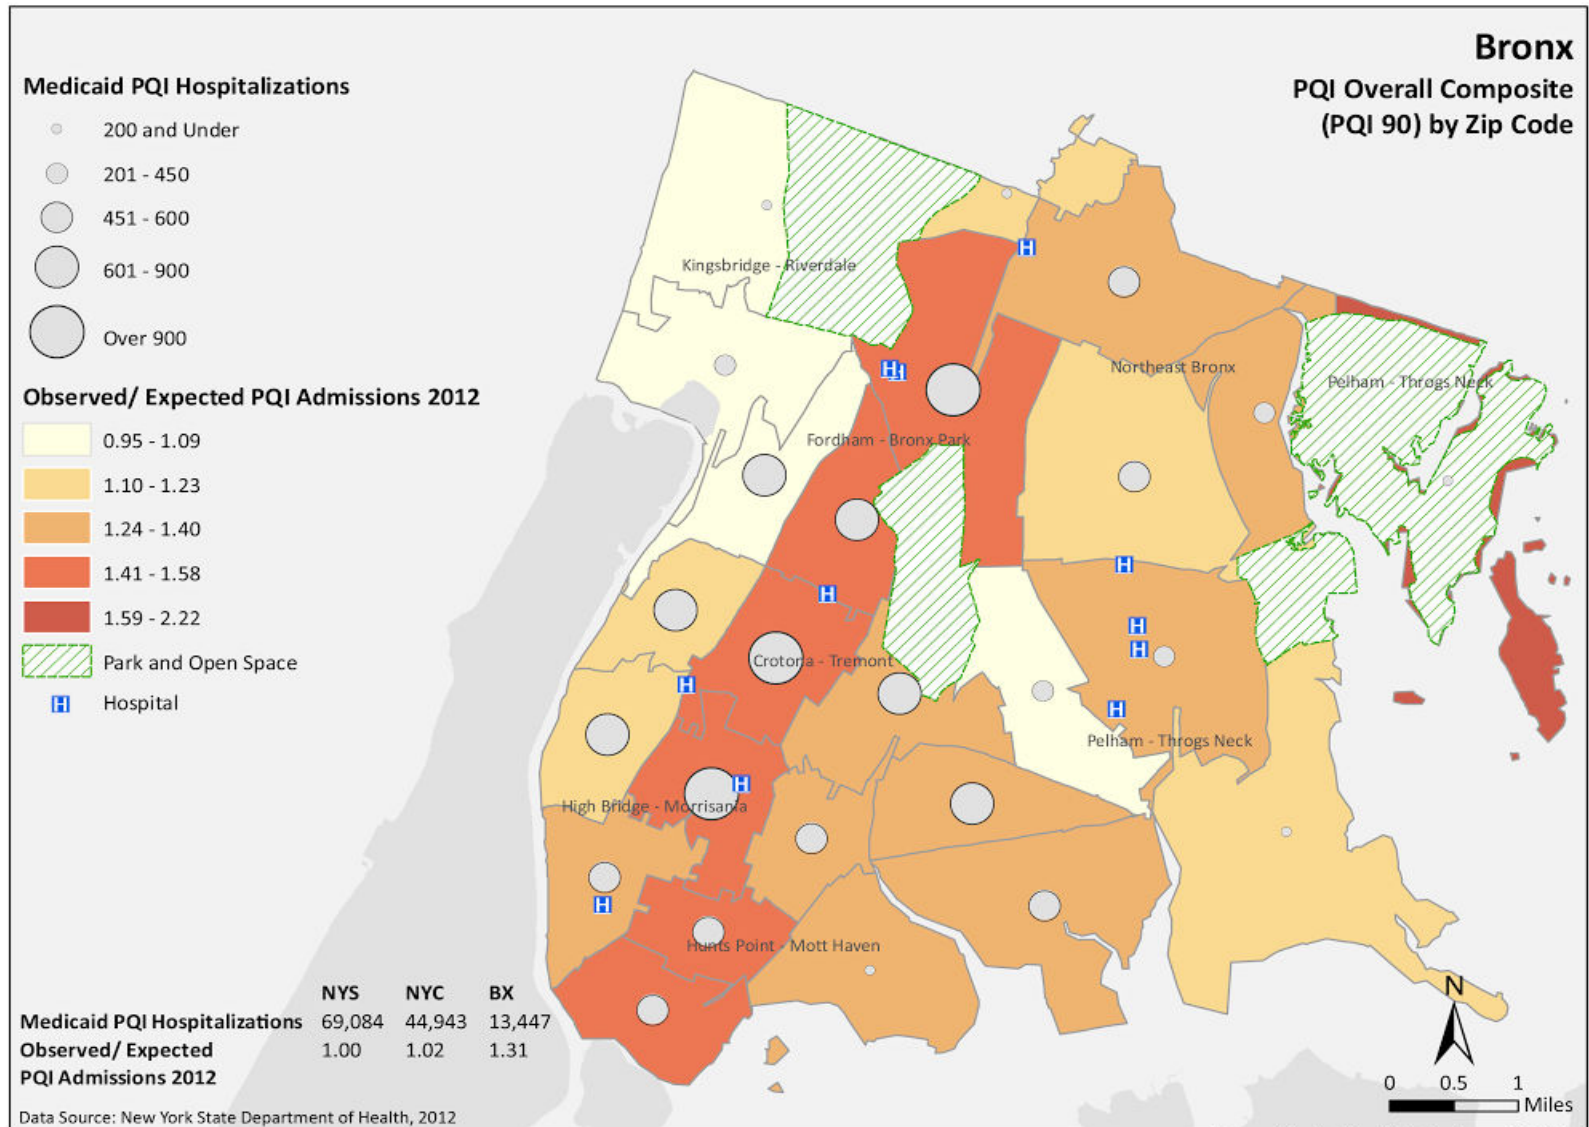 Bronx
PQI Overall Composite
(PQI 90) by Zip Code
Medicaid PQI Hospitalizations
200 and Under
201 - 450
451 - 600
601 - 900
Over 900
Observed/ Expected PQI Admissions 2012
0.95 - 1.09
1.10 - 1.23
1.24 - 1.40
1.41 - 1.58
1.59 - 2.22
Park and Open Space
H Hospital
Kingsbridge - Riverdale
H
Northeast Bronx
Pelham - Throgs Neck
H H
Fordham - Bronx Park
H
H
H
H
Crotona - Tremont
H
H
Pelham - Throgs Neck
H
High Bridge - Morrisania
H
Hunts Point - Mott Haven
NYS NYC BX
Medicaid PQI Hospitalizations 69,084 44,943 13,447
Observed/ Expected 1.00 1.02 1.31
PQI Admissions 2012
Data Source: New York State Department of Health, 2012
N
0 0.5 1
Miles